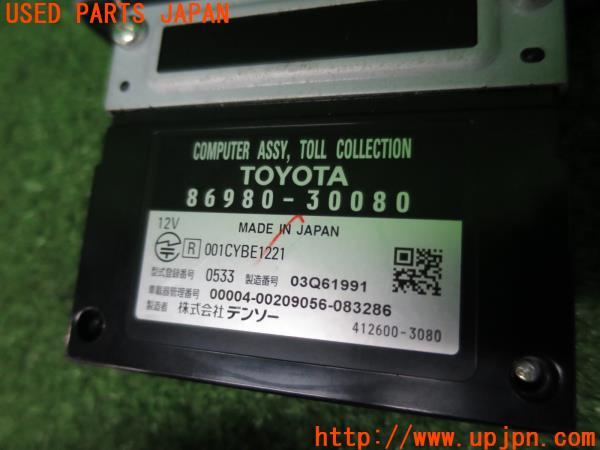 USED PARTS JAPAN
COMPUTER ASSY, TOLL COLLECTION
TOYOTA
86980-30080
12V
MADE IN JAPAN
R 001CYBE1221
型式登録番号 0533 製造番号 03Q61991
車載器管理番号 00004-00209056-083286
製造者 株式会社デンソー
412600-3080
http://www.upjpn.com